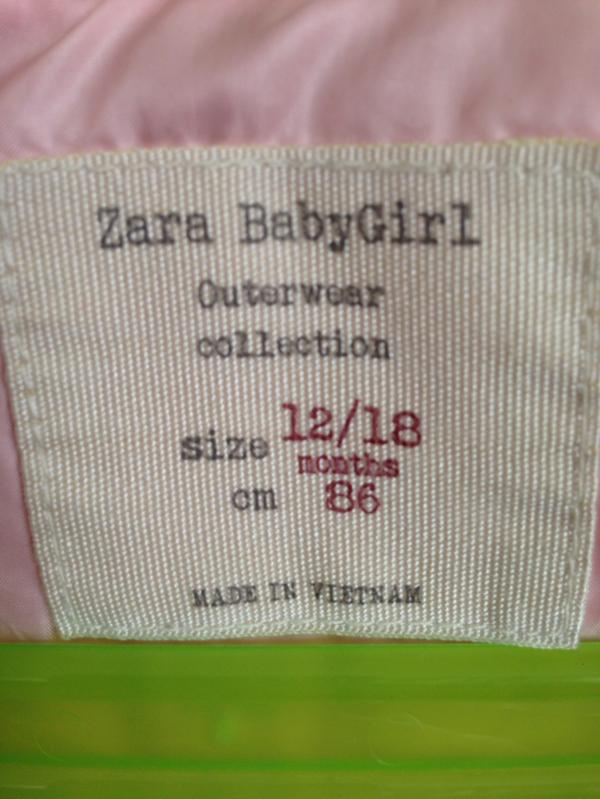 Zara BabyGirl
Outerwear
collection
size 12/18
months
cm 86
MADE IN VIETNAM